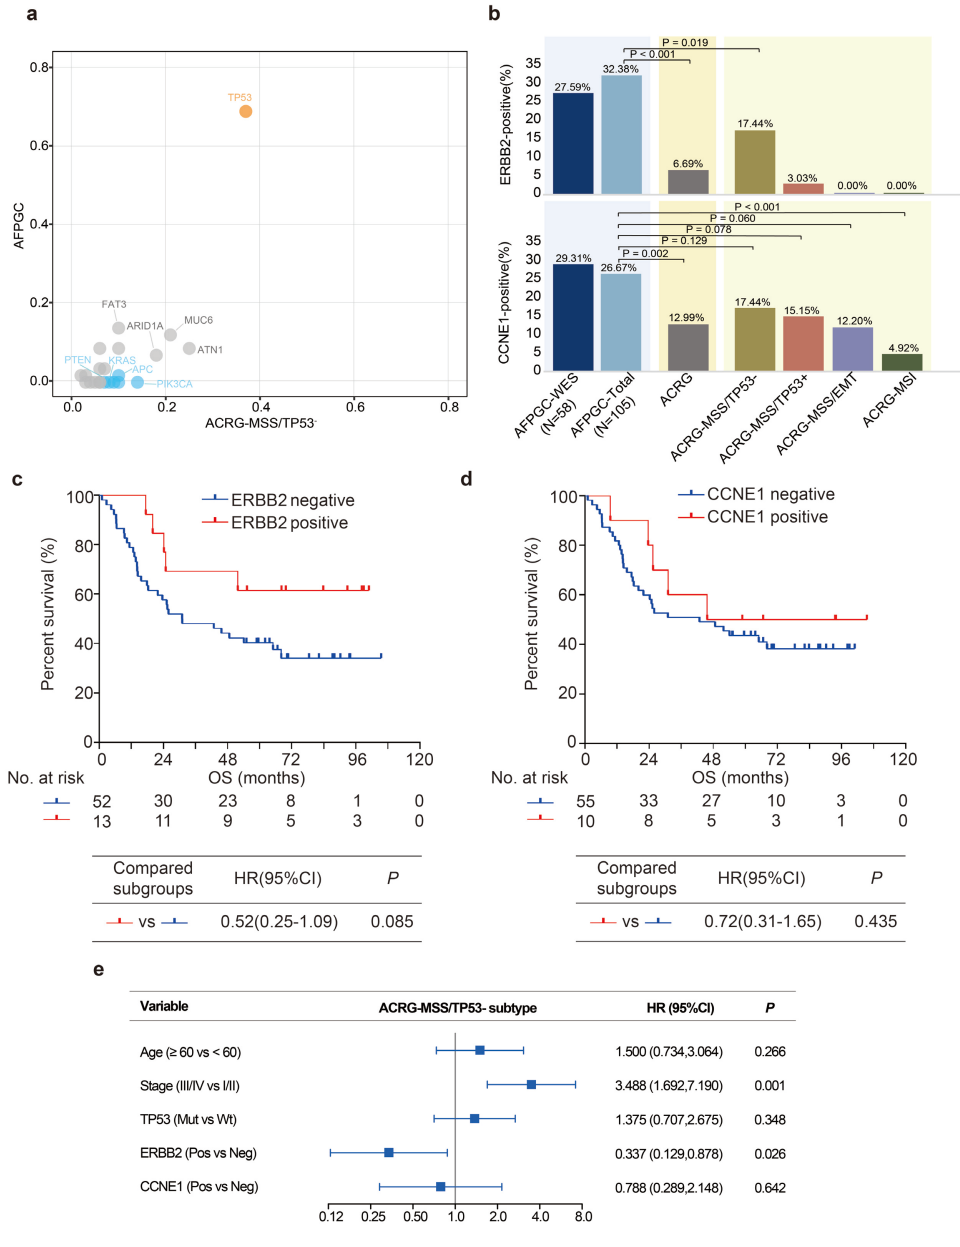 a
0.8
0.6
0.4
0.2
0.0
AFPGC
TP53
FAT3
ARID1A
MUC6
ATN1
PTEN
KRAS
APC
PIK3CA
0.0 0.2 0.4 0.6 0.8
ACRG-MSS/TP53-
b
ERBB2-positive(%)
35
30
25
20
15
10
5
0
P = 0.019
P < 0.001
27.59%
32.38%
6.69%
17.44%
3.03%
0.00%
0.00%
CCNE1-positive(%)
35
30
25
20
15
10
5
0
P < 0.001
P = 0.060
P = 0.078
P = 0.129
P = 0.002
29.31%
26.67%
12.99%
17.44%
15.15%
12.20%
4.92%
AFPGC-WES
(N=58)
AFPGC-Total
(N=105)
ACRG
ACRG-MSS/TP53-
ACRG-MSS/TP53+
ACRG-MSS/EMT
ACRG-MSI
c
Percent survival (%)
100
80
60
40
20
0
ERBB2 negative
ERBB2 positive
0 24 48 72 96 120
No. at risk
OS (months)
52 30 23 8 1 0
13 11 9 5 3 0
Compared
subgroups
HR(95%CI)
P
vs
0.52(0.25-1.09)
0.085
d
Percent survival (%)
100
80
60
40
20
0
CCNE1 negative
CCNE1 positive
0 24 48 72 96 120
No. at risk
OS (months)
55 33 27 10 3 0
10 8 5 3 1 0
Compared
subgroups
HR(95%CI)
P
vs
0.72(0.31-1.65)
0.435
e
Variable ACRG-MSS/TP53- subtype HR (95%CI) P
Age (≥ 60 vs < 60) 1.500 (0.734,3.064) 0.266
Stage (III/IV vs I/II) 3.488 (1.692,7.190) 0.001
TP53 (Mut vs Wt) 1.375 (0.707,2.675) 0.348
ERBB2 (Pos vs Neg) 0.337 (0.129,0.878) 0.026
CCNE1 (Pos vs Neg) 0.788 (0.289,2.148) 0.642
0.12 0.25 0.50 1.0 2.0 4.0 8.0